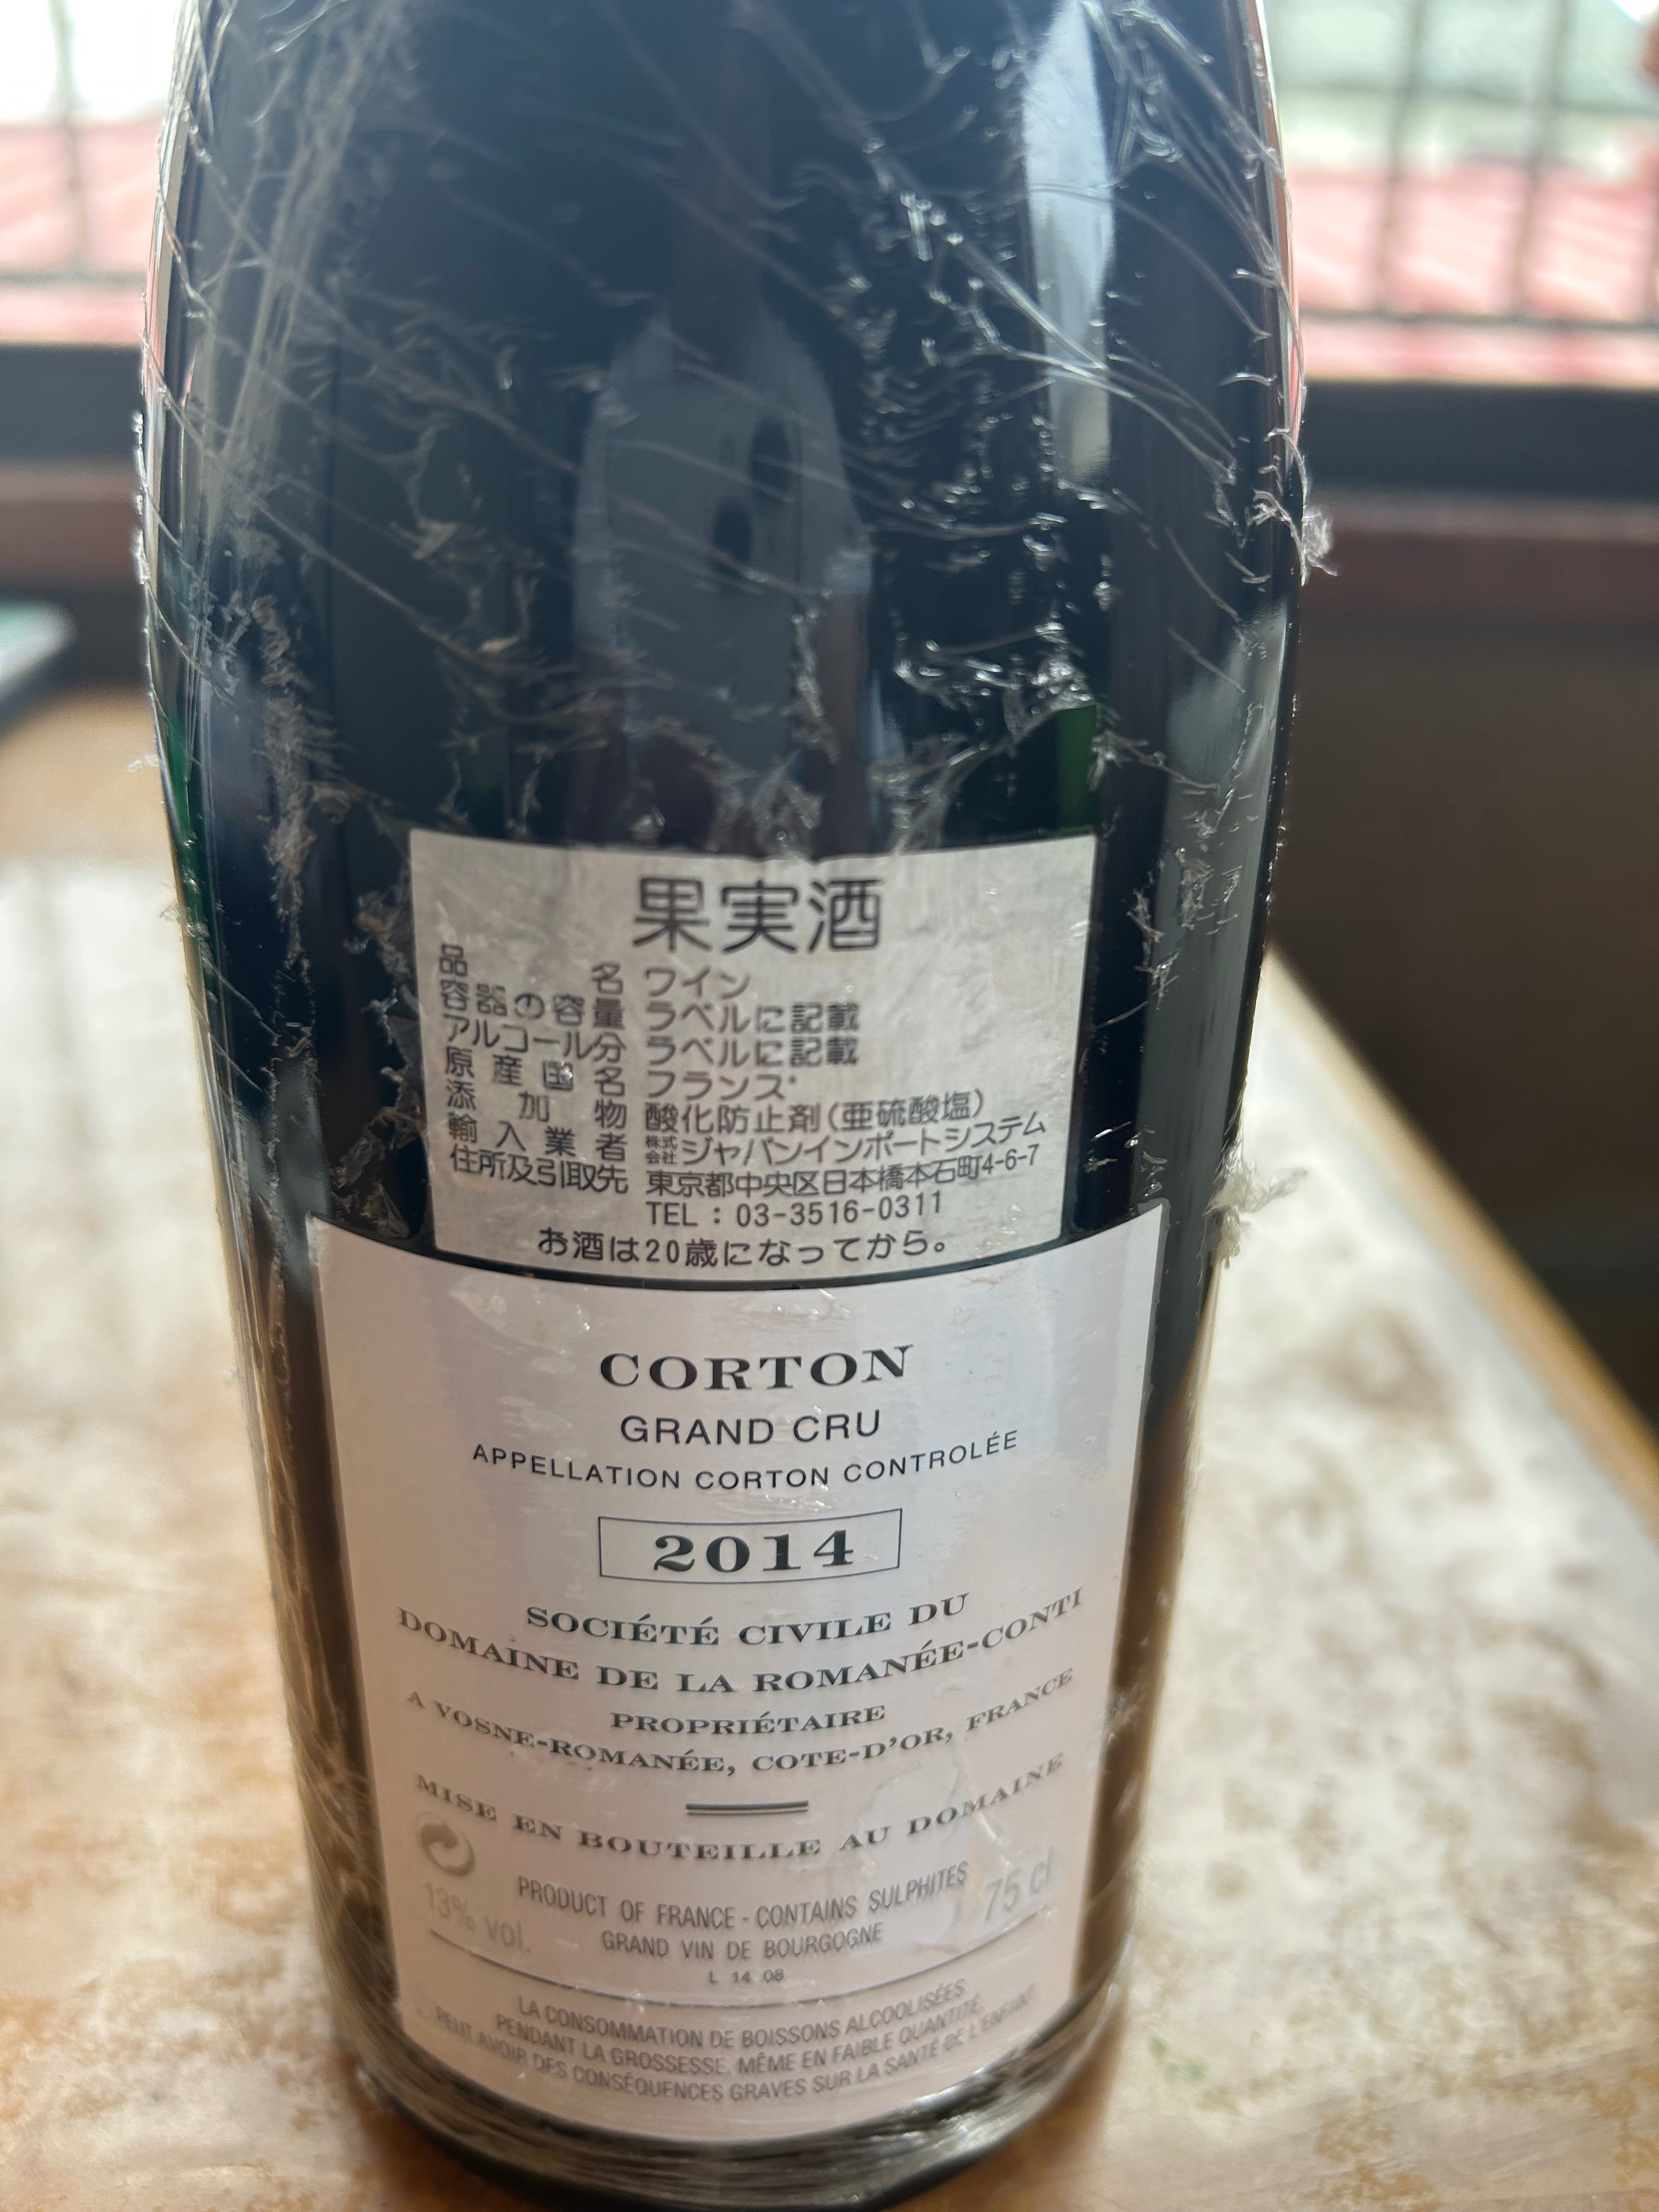 果実酒
品名 ワイン
容器の容量 ラベルに記載
アルコール分 ラベルに記載
原産国名 フランス
添加物 酸化防止剤(亜硫酸塩)
輸入業者 株式会社ジャパンインポートシステム
住所及引取先 東京都中央区日本橋本石町4-6-7
TEL : 03-3516-0311
お酒は20歳になってから。
CORTON
GRAND CRU
APPELLATION CORTON CONTROLÉE
2014
SOCIÉTÉ CIVILE DU
DOMAINE DE LA ROMANÉE-CONTI
PROPRIÉTAIRE
A VOSNE-ROMANÉE, COTE-D'OR, FRANCE
MISE EN BOUTEILLE AU DOMAINE
PRODUCT OF FRANCE - CONTAINS SULPHITES
13% vol.
75 cl
GRAND VIN DE BOURGOGNE
L 14 08
LA CONSOMMATION DE BOISSONS ALCOOLISÉES
PENDANT LA GROSSESSE, MÊME EN FAIBLE QUANTITÉ,
PEUT AVOIR DES CONSÉQUENCES GRAVES SUR LA SANTÉ DE L'ENFANT